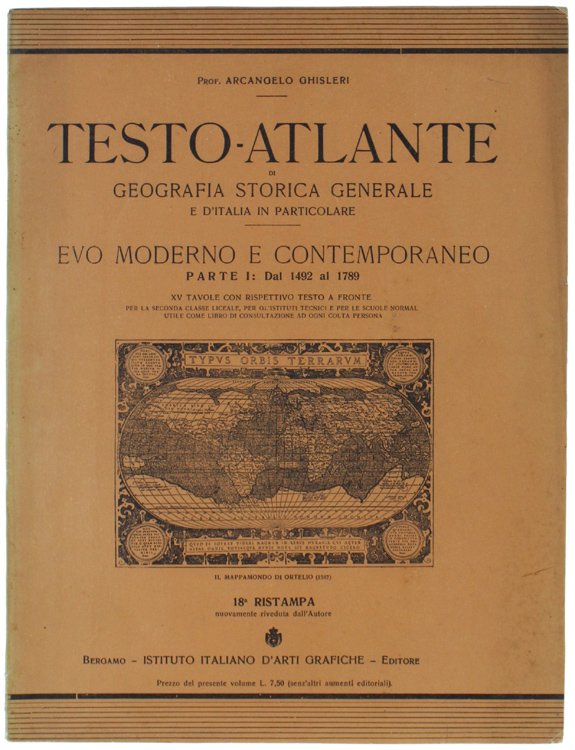 Prof. ARCANGELO GHISLERI
TESTO-ATLANTE
DI
GEOGRAFIA STORICA GENERALE
E D'ITALIA IN PARTICOLARE
EVO MODERNO E CONTEMPORANEO
PARTE I: Dal 1492 al 1789
XV TAVOLE CON RISPETTIVO TESTO A FRONTE
PER LA SECONDA CLASSE LICEALE, PER GL'ISTITUTI TECNICI E PER LE SCUOLE NORMAL
UTILE COME LIBRO DI CONSULTAZIONE AD OGNI COLTA PERSONA
TYPVS ORBIS TERRARVM
IL MAPPAMONDO DI ORTELIO (1587)
18ª RISTAMPA
nuovamente riveduta dall'Autore
Bergamo - ISTITUTO ITALIANO D'ARTI GRAFICHE - Editore
Prezzo del presente volume L. 7,50 (senz'altri aumenti editoriali).